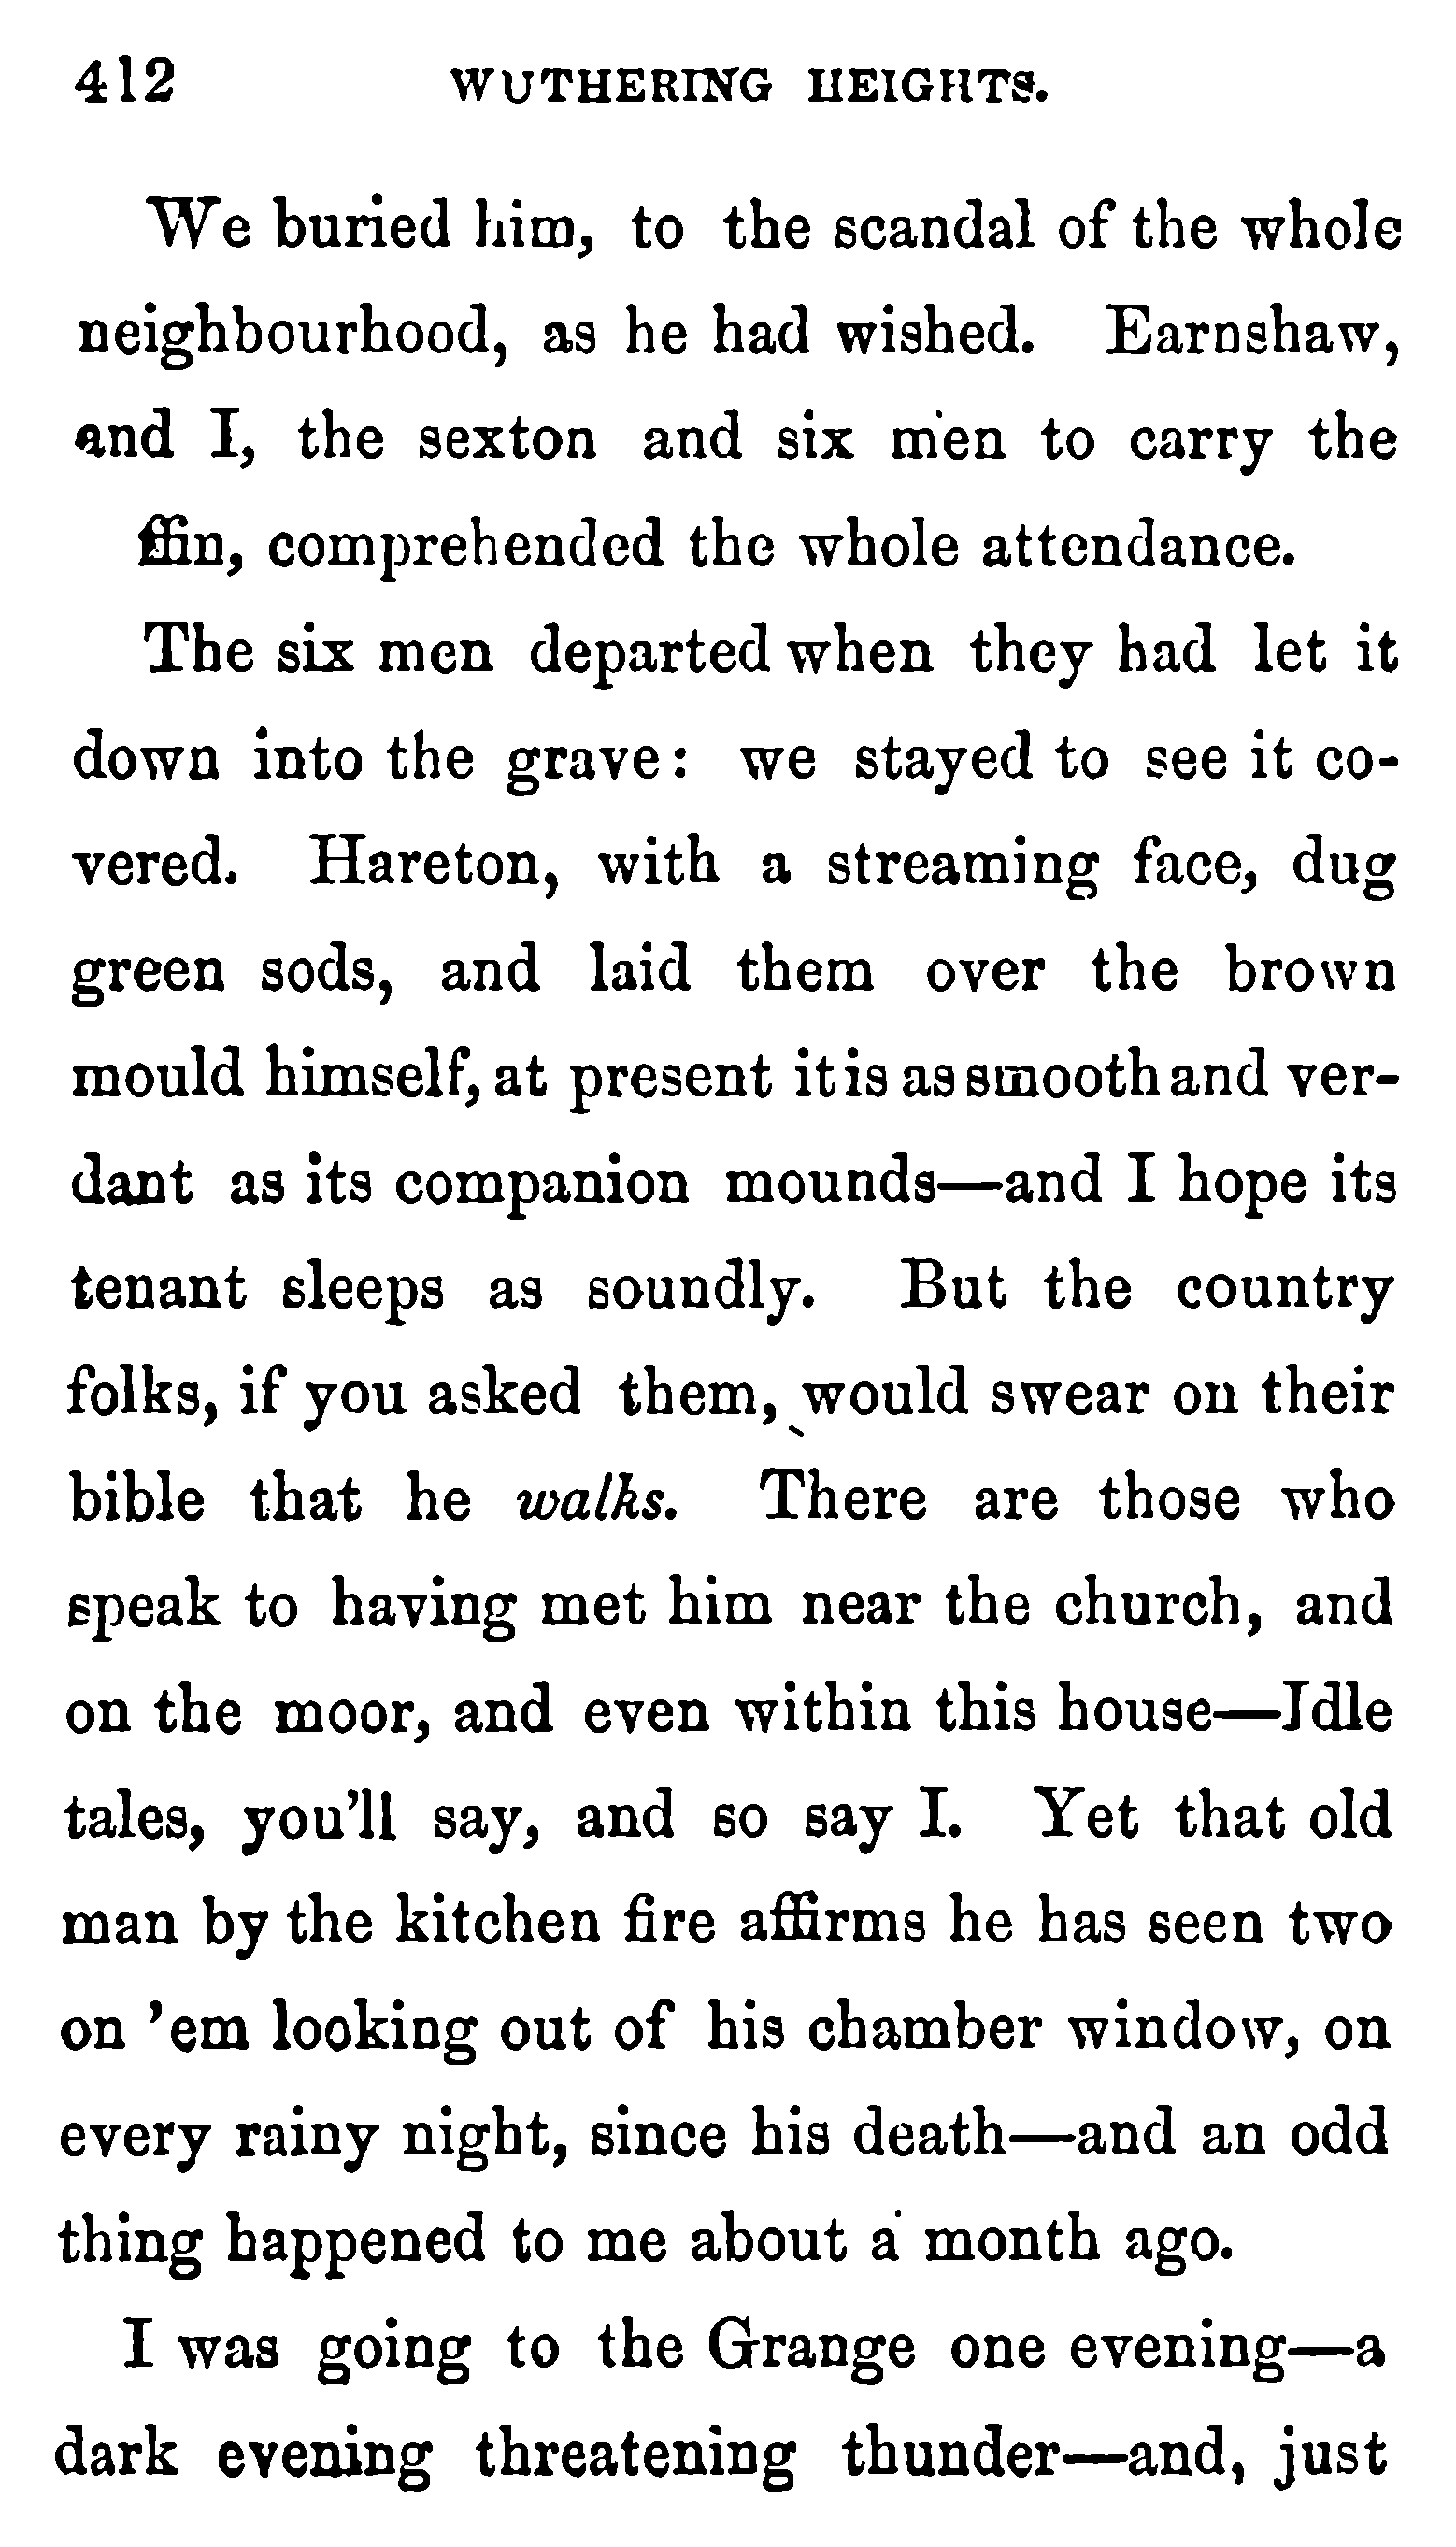 412 WUTHERING HEIGHTS.
We buried him, to the scandal of the whole
neighbourhood, as he had wished. Earnshaw,
and I, the sexton and six men to carry the
ffin, comprehended the whole attendance.
The six men departed when they had let it
down into the grave: we stayed to see it co-
vered. Hareton, with a streaming face, dug
green sods, and laid them over the brown
mould himself, at present it is as smooth and ver-
dant as its companion mounds—and I hope its
tenant sleeps as soundly. But the country
folks, if you asked them, would swear on their
bible that he walks. There are those who
speak to having met him near the church, and
on the moor, and even within this house—Idle
tales, you'll say, and so say I. Yet that old
man by the kitchen fire affirms he has seen two
on 'em looking out of his chamber window, on
every rainy night, since his death—and an odd
thing happened to me about a month ago.
I was going to the Grange one evening—a
dark evening threatening thunder—and, just